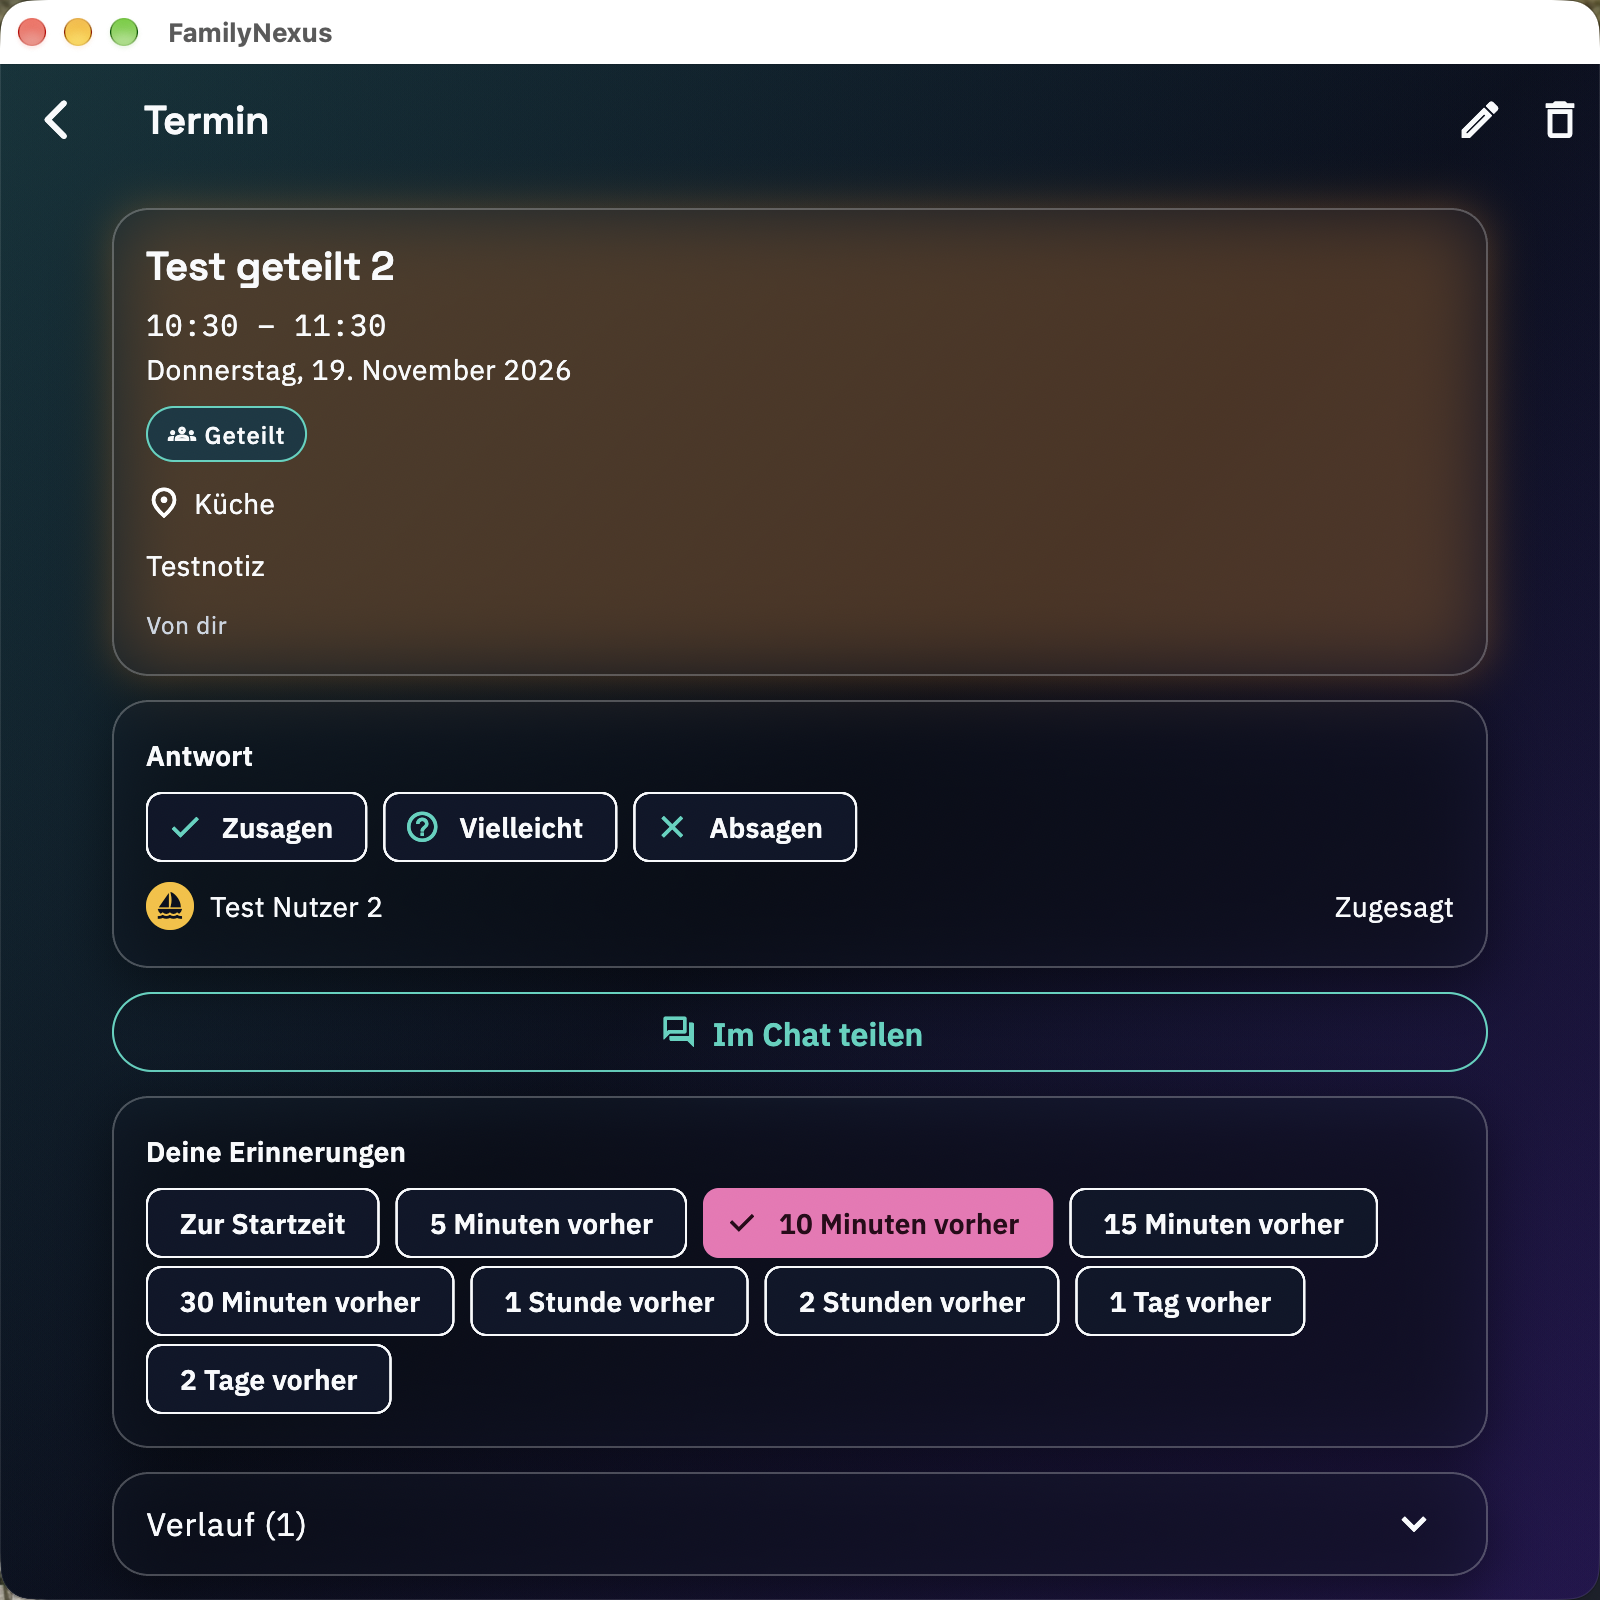 FamilyNexus
Termin
Test geteilt 2
10:30 – 11:30
Donnerstag, 19. November 2026
Geteilt
Küche
Testnotiz
Von dir
Antwort
Zusagen Vielleicht Absagen
Test Nutzer 2 Zugesagt
Im Chat teilen
Deine Erinnerungen
Zur Startzeit 5 Minuten vorher 10 Minuten vorher 15 Minuten vorher
30 Minuten vorher 1 Stunde vorher 2 Stunden vorher 1 Tag vorher
2 Tage vorher
Verlauf (1)